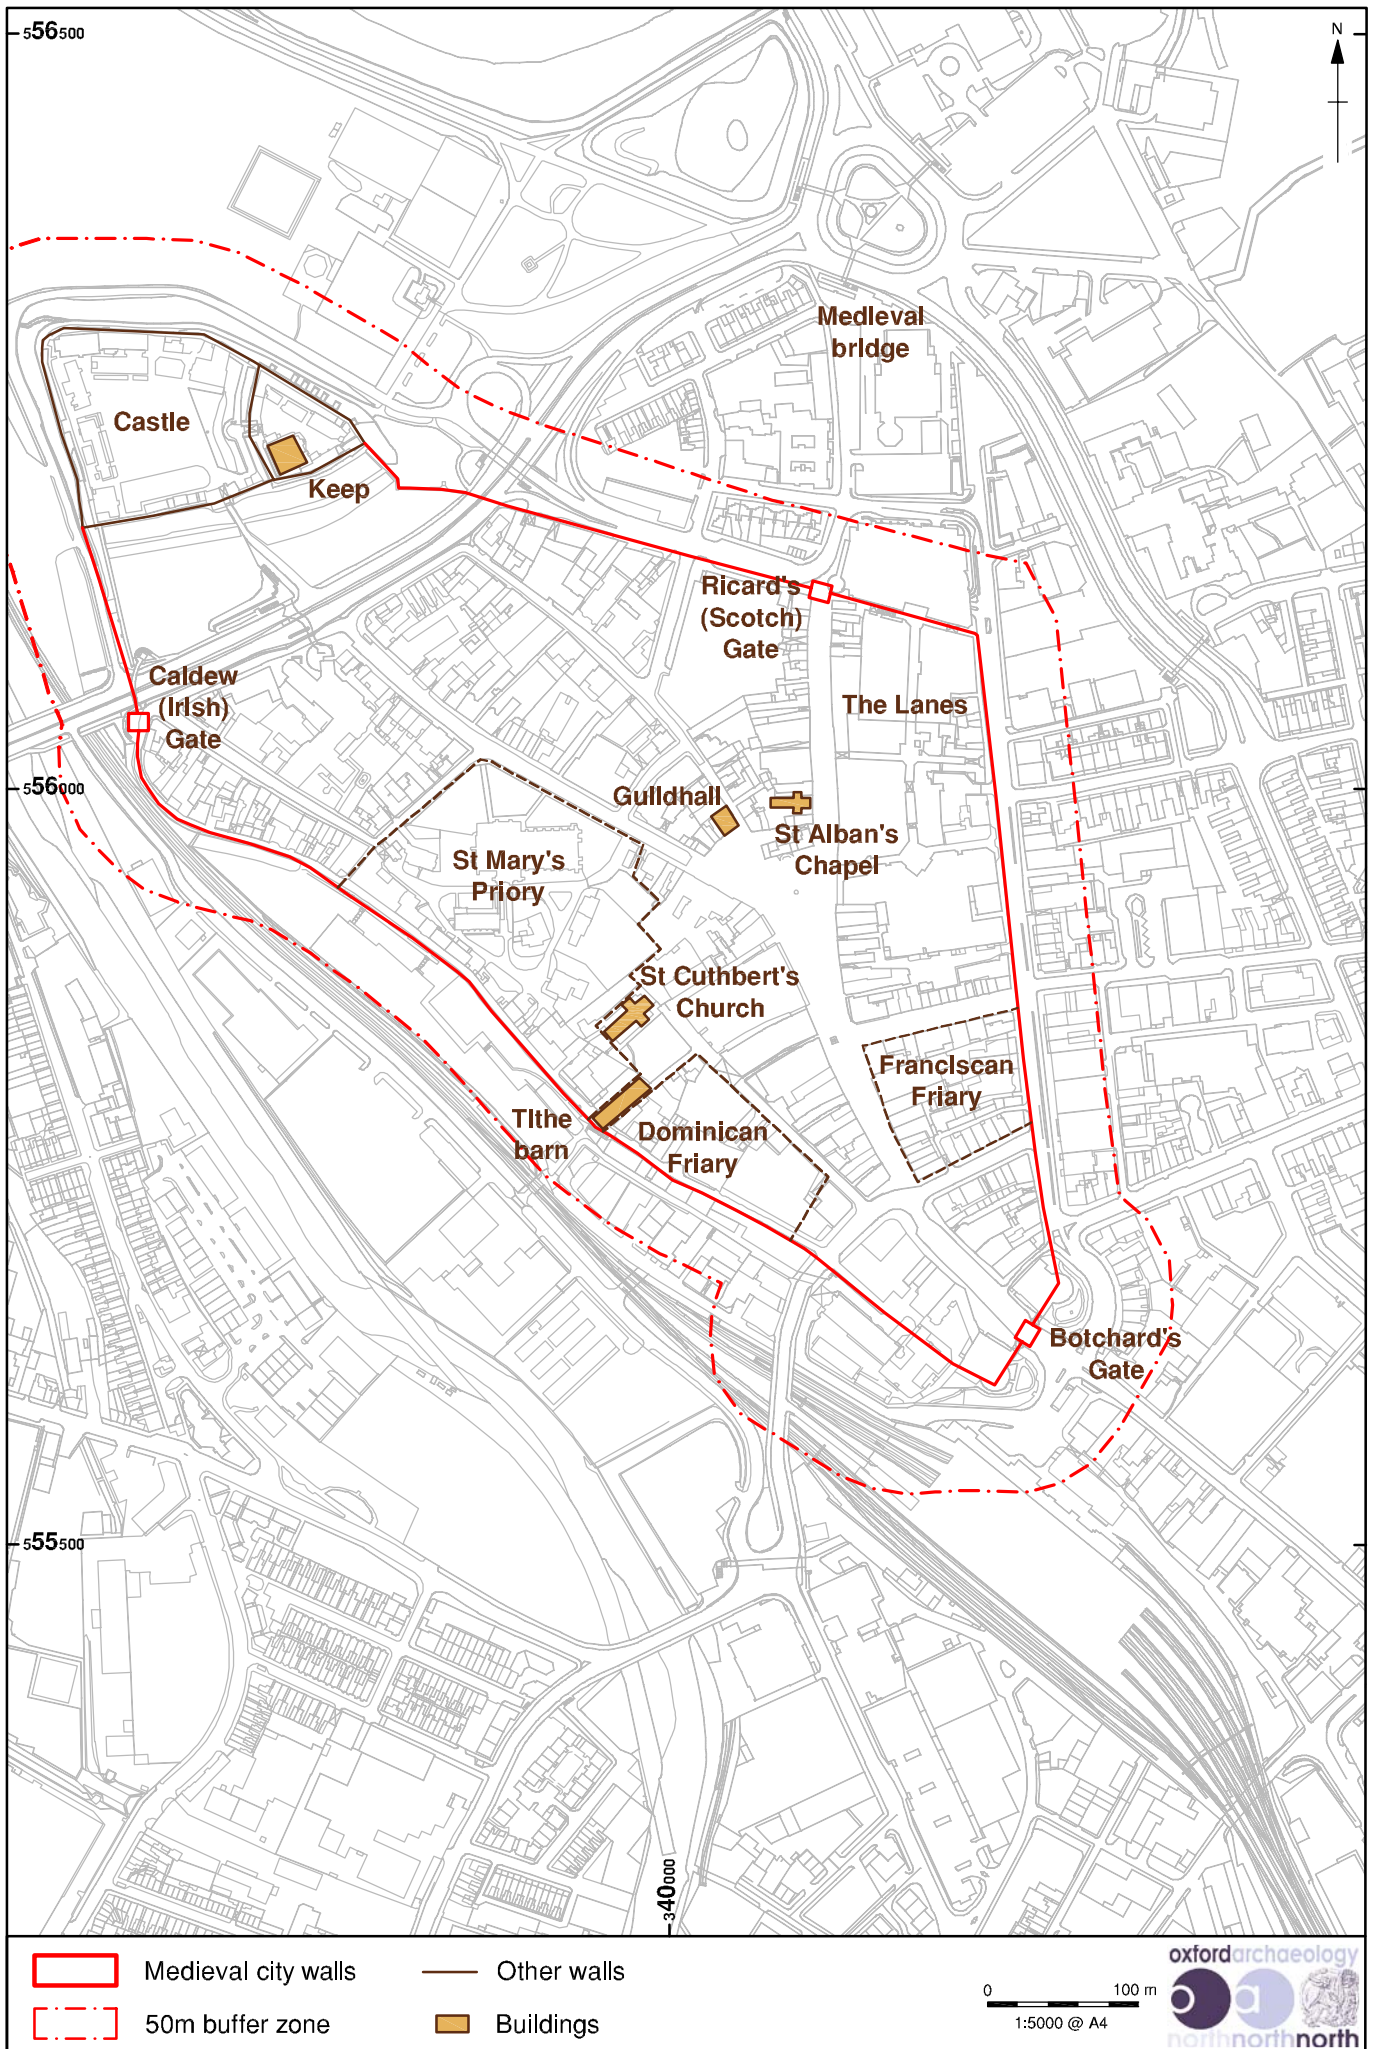 556500
N
Medieval
bridge
Castle
Keep
Ricard's
(Scotch)
Gate
Caldew
(Irish)
Gate
The Lanes
556000
Guildhall
St Alban's
Chapel
St Mary's
Priory
St Cuthbert's
Church
Franciscan
Friary
Tithe
barn
Dominican
Friary
Botchard's
Gate
555500
340000
Medieval city walls
Other walls
50m buffer zone
Buildings
0 100 m
1:5000 @ A4
oxfordarchaeology
o a
northnorthnorth